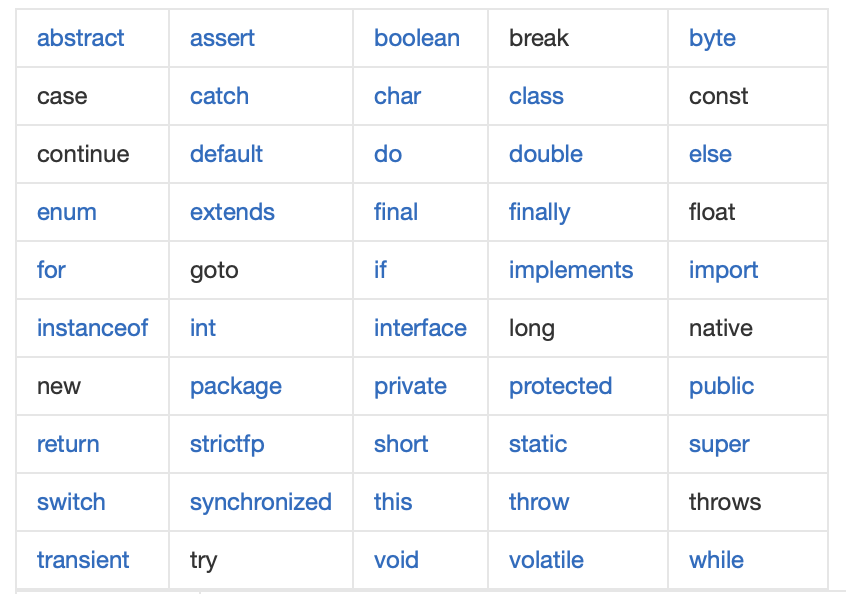 abstract assert boolean break byte
case catch char class const
continue default do double else
enum extends final finally float
for goto if implements import
instanceof int interface long native
new package private protected public
return strictfp short static super
switch synchronized this throw throws
transient try void volatile while